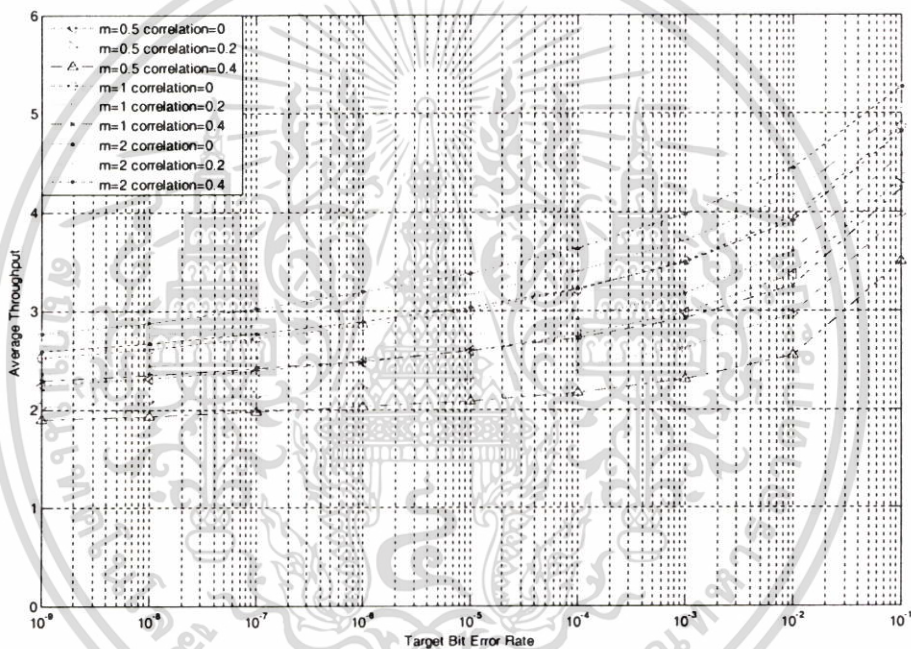 6
5
4
3
2
1
0
Average Throughput
m=0.5 correlation=0
m=0.5 correlation=0.2
m=0.5 correlation=0.4
m=1 correlation=0
m=1 correlation=0.2
m=1 correlation=0.4
m=2 correlation=0
m=2 correlation=0.2
m=2 correlation=0.4
10⁻⁹ 10⁻⁸ 10⁻⁷ 10⁻⁶ 10⁻⁵ 10⁻⁴ 10⁻³ 10⁻² 10⁻¹
Target Bit Error Rate